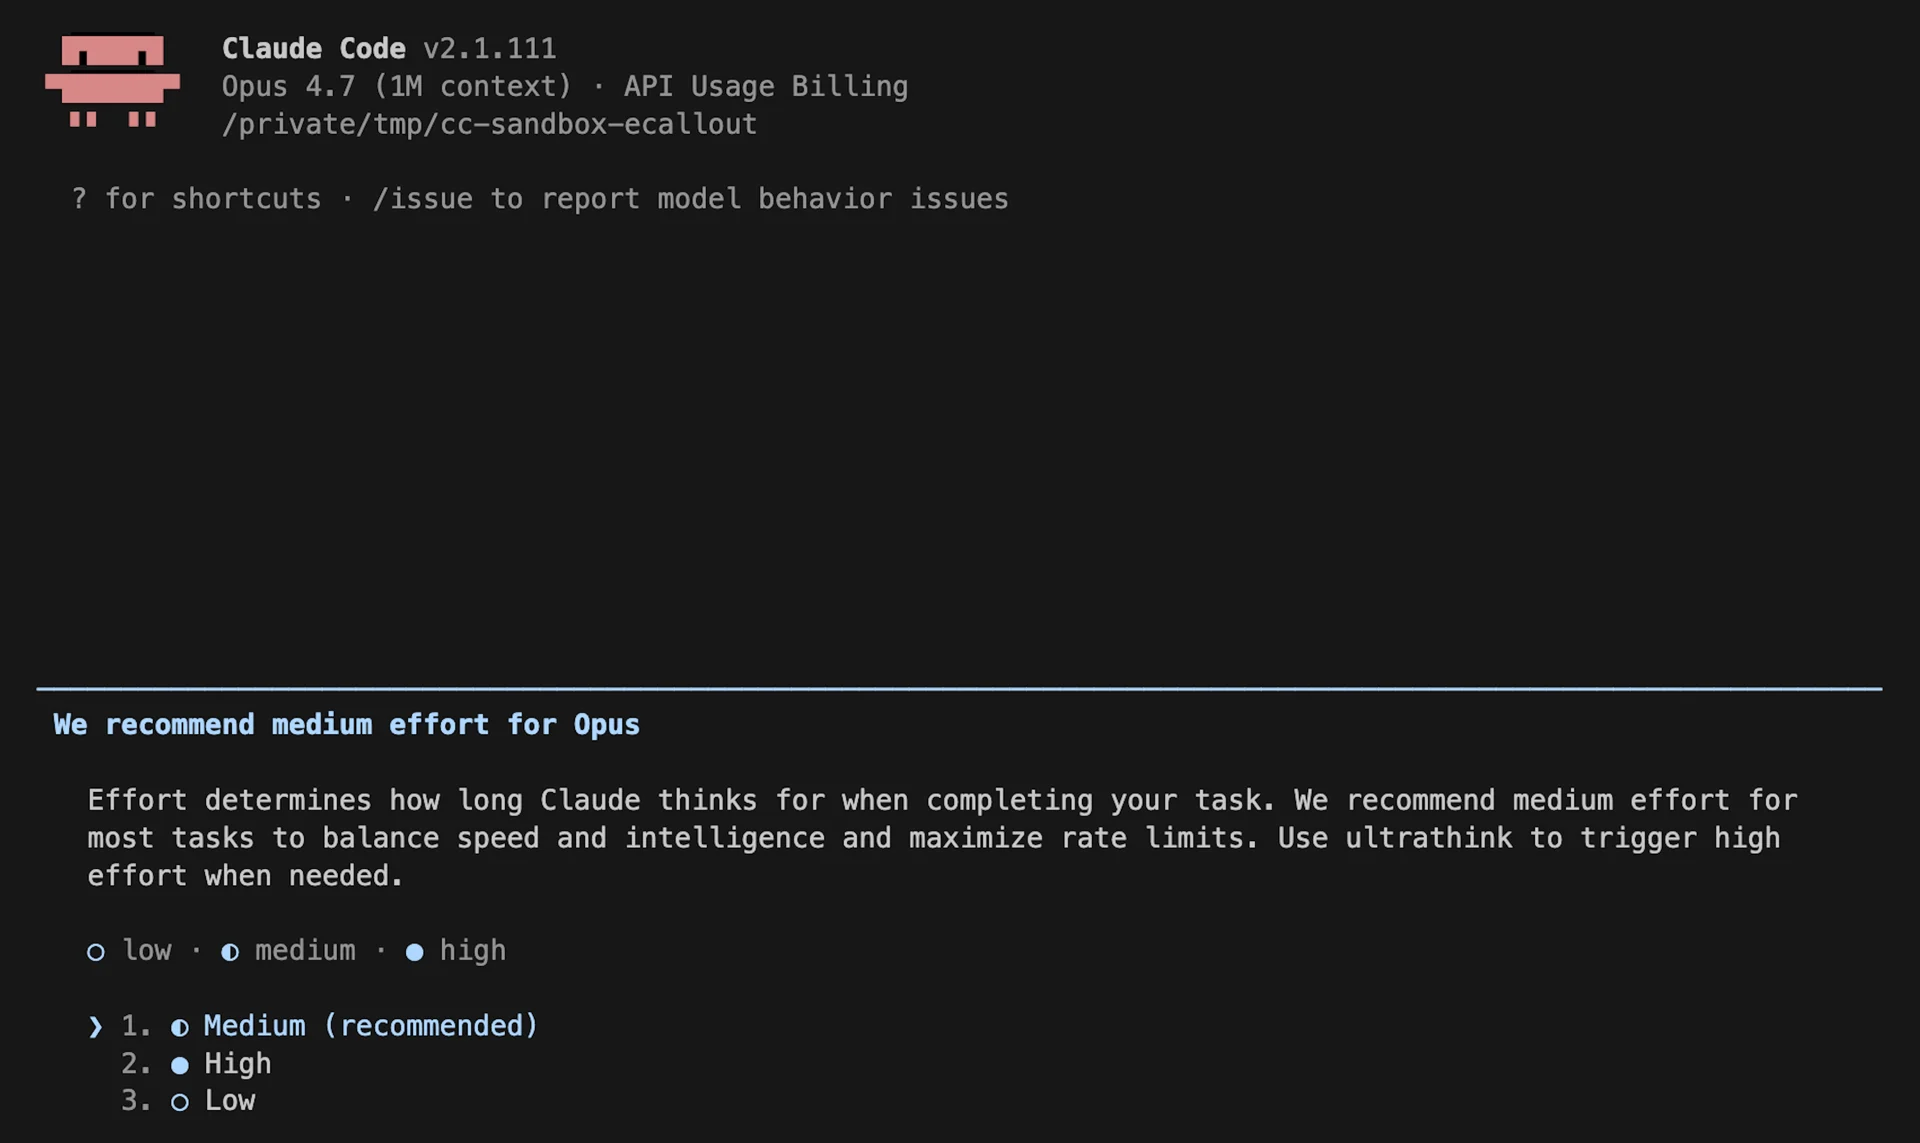 Claude Code v2.1.111
Opus 4.7 (1M context) · API Usage Billing
/private/tmp/cc-sandbox-ecallout
? for shortcuts · /issue to report model behavior issues
We recommend medium effort for Opus
Effort determines how long Claude thinks for when completing your task. We recommend medium effort for
most tasks to balance speed and intelligence and maximize rate limits. Use ultrathink to trigger high
effort when needed.
○ low · ◐ medium · ● high
❯ 1. ◐ Medium (recommended)
2. ● High
3. ○ Low